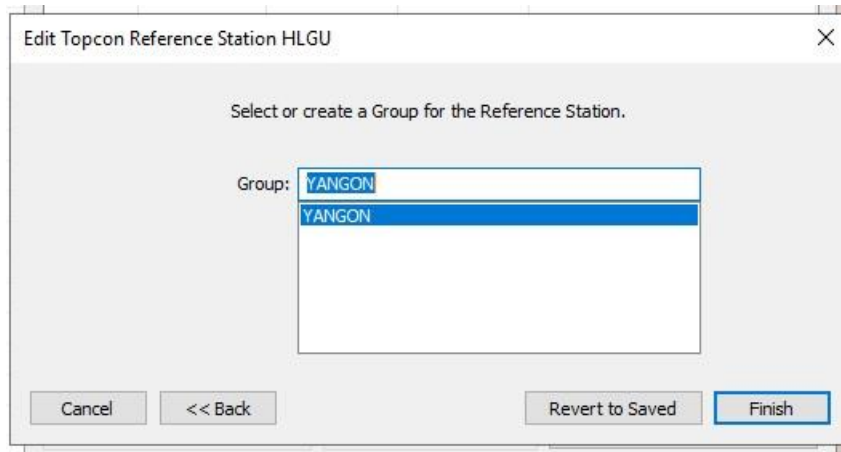 Edit Topcon Reference Station HLGU
Select or create a Group for the Reference Station.
Group: YANGON
YANGON
Cancel << Back Revert to Saved Finish